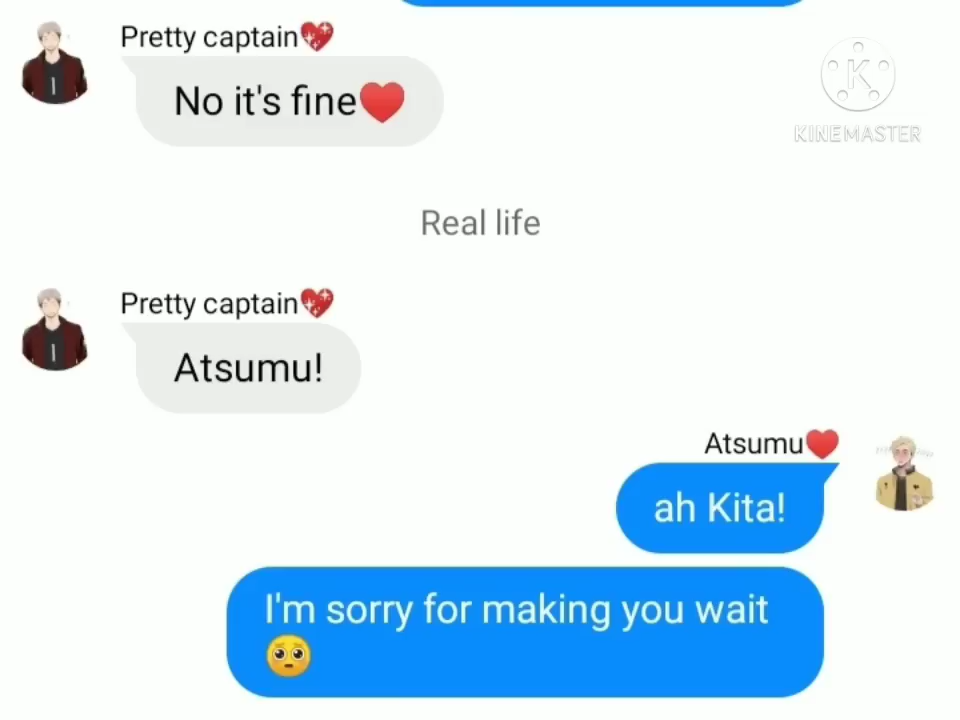 Pretty captain💖
No it's fine❤️
KINEMASTER
Real life
Pretty captain💖
Atsumu!
Atsumu❤️
ah Kita!
I'm sorry for making you wait
🥺